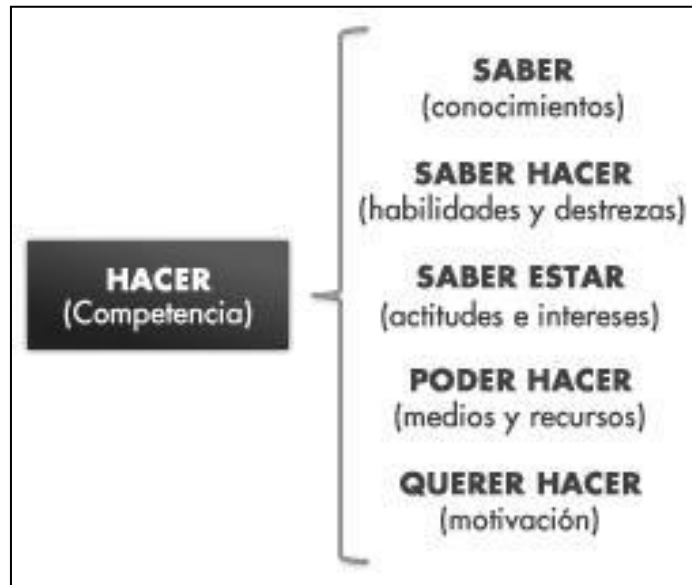 HACER
(Competencia)
SABER
(conocimientos)
SABER HACER
(habilidades y destrezas)
SABER ESTAR
(actitudes e intereses)
PODER HACER
(medios y recursos)
QUERER HACER
(motivación)